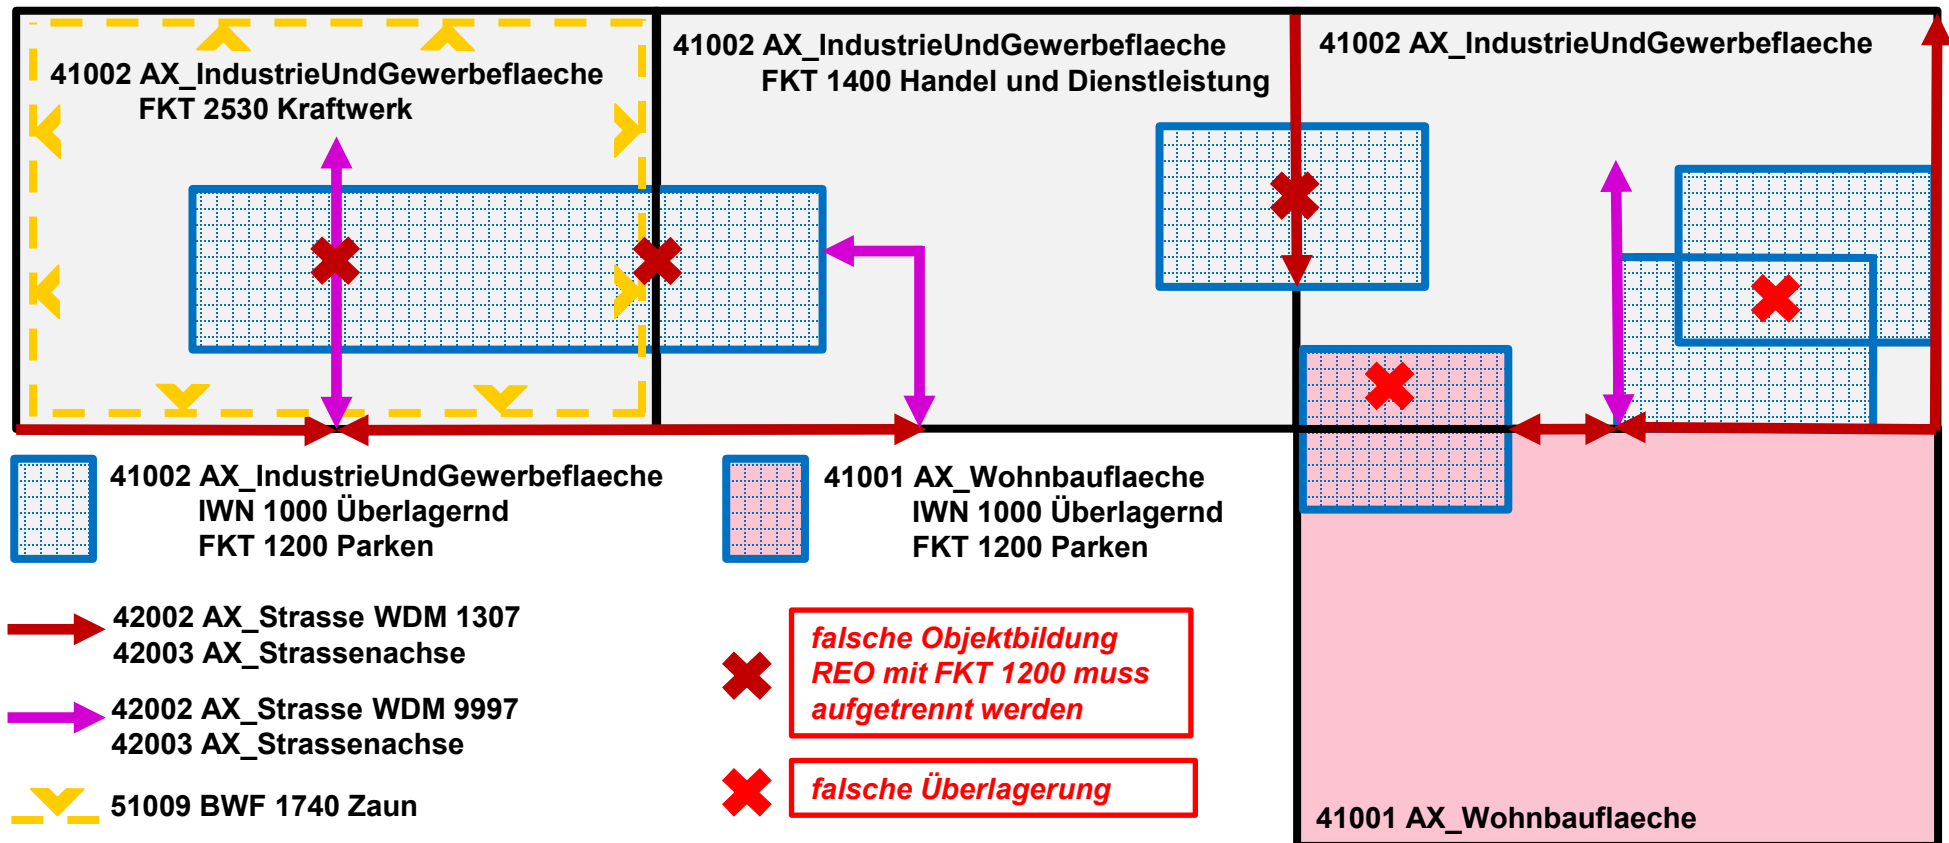 41002 AX_IndustrieUndGewerbeflaeche
FKT 2530 Kraftwerk
41002 AX_IndustrieUndGewerbeflaeche
FKT 1400 Handel und Dienstleistung
41002 AX_IndustrieUndGewerbeflaeche
41002 AX_IndustrieUndGewerbeflaeche
IWN 1000 Überlagernd
FKT 1200 Parken
41001 AX_Wohnbauflaeche
IWN 1000 Überlagernd
FKT 1200 Parken
42002 AX_Strasse WDM 1307
42003 AX_Strassenachse
42002 AX_Strasse WDM 9997
42003 AX_Strassenachse
51009 BWF 1740 Zaun
falsche Objektbildung
REO mit FKT 1200 muss
aufgetrennt werden
falsche Überlagerung
41001 AX_Wohnbauflaeche